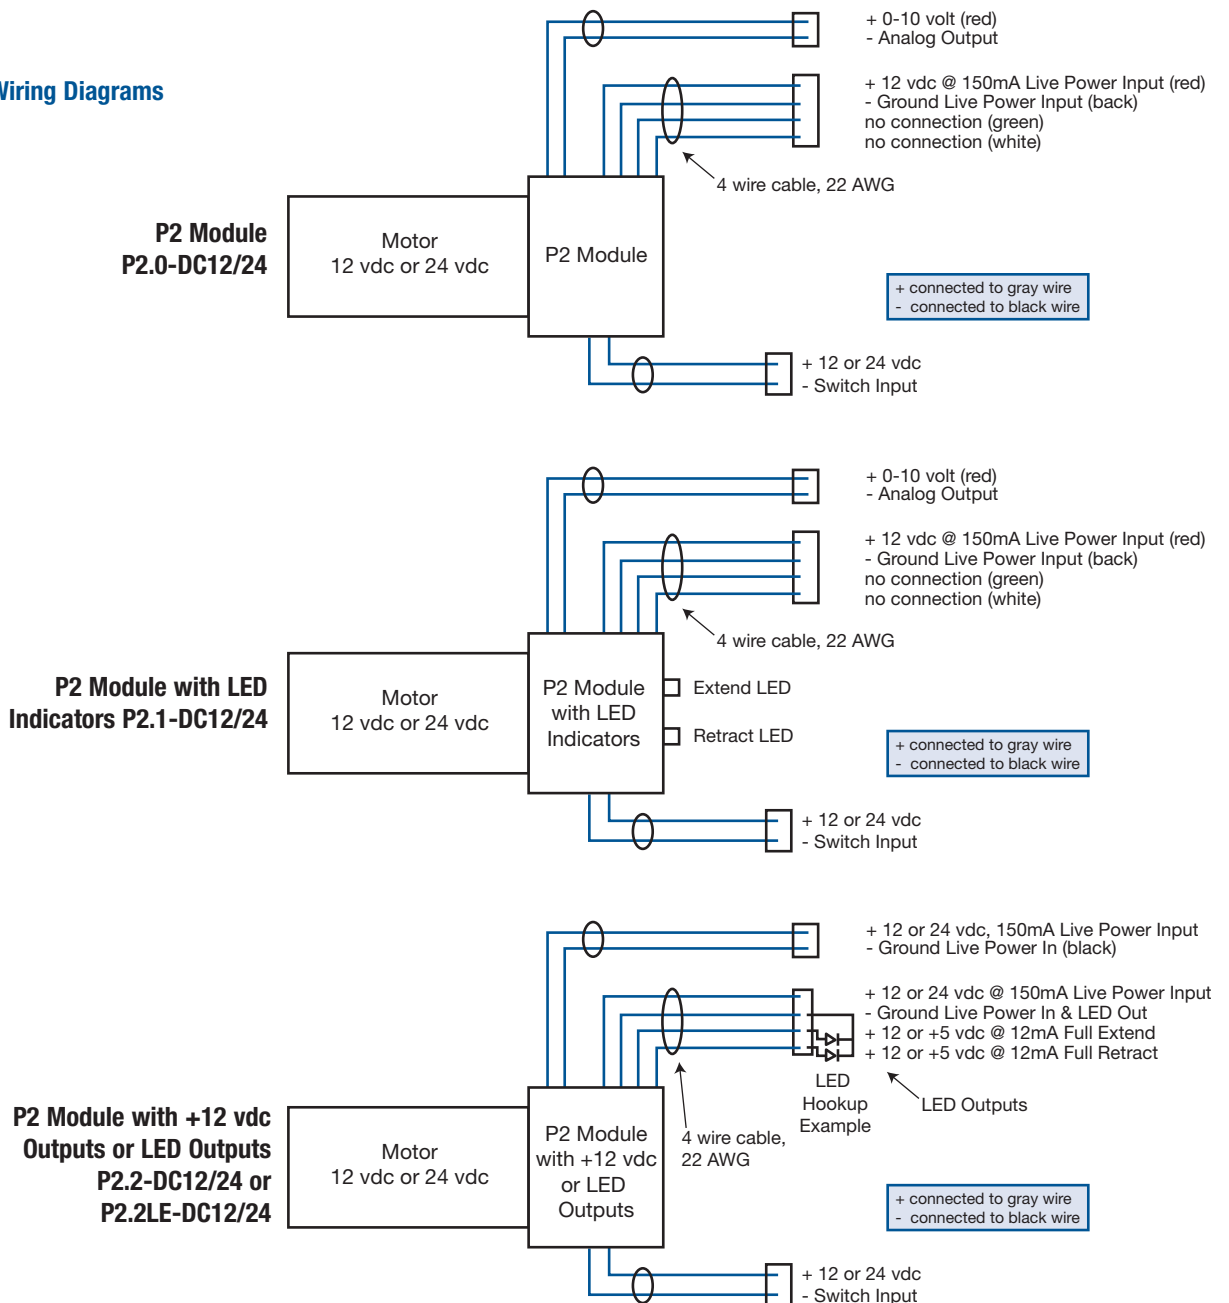 Wiring Diagrams
+ 0-10 volt (red)
- Analog Output
+ 12 vdc @ 150mA Live Power Input (red)
- Ground Live Power Input (back)
no connection (green)
no connection (white)
4 wire cable, 22 AWG
P2 Module
P2.0-DC12/24
Motor
12 vdc or 24 vdc
P2 Module
+ connected to gray wire
- connected to black wire
+ 12 or 24 vdc
- Switch Input
+ 0-10 volt (red)
- Analog Output
+ 12 vdc @ 150mA Live Power Input (red)
- Ground Live Power Input (back)
no connection (green)
no connection (white)
4 wire cable, 22 AWG
P2 Module with LED
Indicators P2.1-DC12/24
Motor
12 vdc or 24 vdc
P2 Module
with LED
Indicators
Extend LED
Retract LED
+ connected to gray wire
- connected to black wire
+ 12 or 24 vdc
- Switch Input
+ 12 or 24 vdc, 150mA Live Power Input
- Ground Live Power In (black)
+ 12 or 24 vdc @ 150mA Live Power Input
- Ground Live Power In & LED Out
+ 12 or +5 vdc @ 12mA Full Extend
+ 12 or +5 vdc @ 12mA Full Retract
LED
Hookup
Example
LED Outputs
4 wire cable,
22 AWG
P2 Module with +12 vdc
Outputs or LED Outputs
P2.2-DC12/24 or
P2.2LE-DC12/24
Motor
12 vdc or 24 vdc
P2 Module
with +12 vdc
or LED
Outputs
+ connected to gray wire
- connected to black wire
+ 12 or 24 vdc
- Switch Input